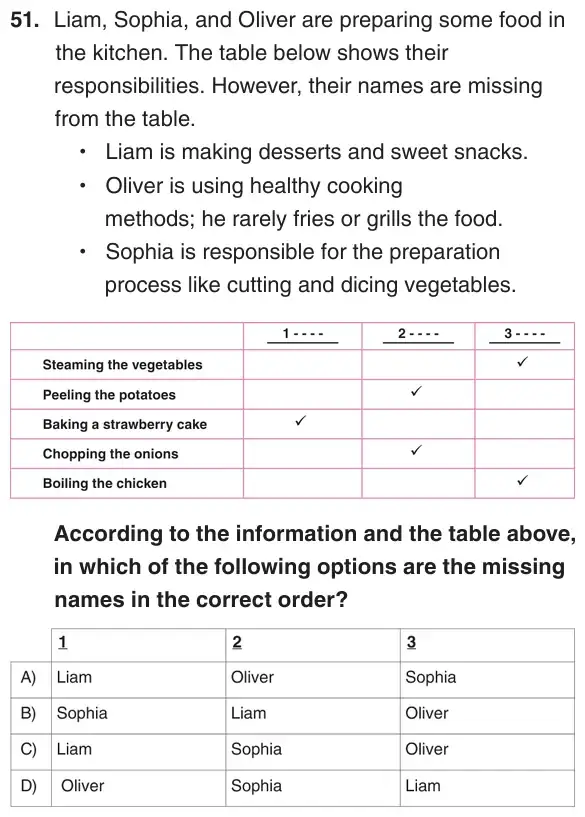 51. Liam, Sophia, and Oliver are preparing some food in
the kitchen. The table below shows their
responsibilities. However, their names are missing
from the table.
• Liam is making desserts and sweet snacks.
• Oliver is using healthy cooking
methods; he rarely fries or grills the food.
• Sophia is responsible for the preparation
process like cutting and dicing vegetables.
1 - - - - 2 - - - - 3 - - - -
Steaming the vegetables ✓
Peeling the potatoes ✓
Baking a strawberry cake ✓
Chopping the onions ✓
Boiling the chicken ✓
According to the information and the table above,
in which of the following options are the missing
names in the correct order?
1 2 3
A) Liam Oliver Sophia
B) Sophia Liam Oliver
C) Liam Sophia Oliver
D) Oliver Sophia Liam